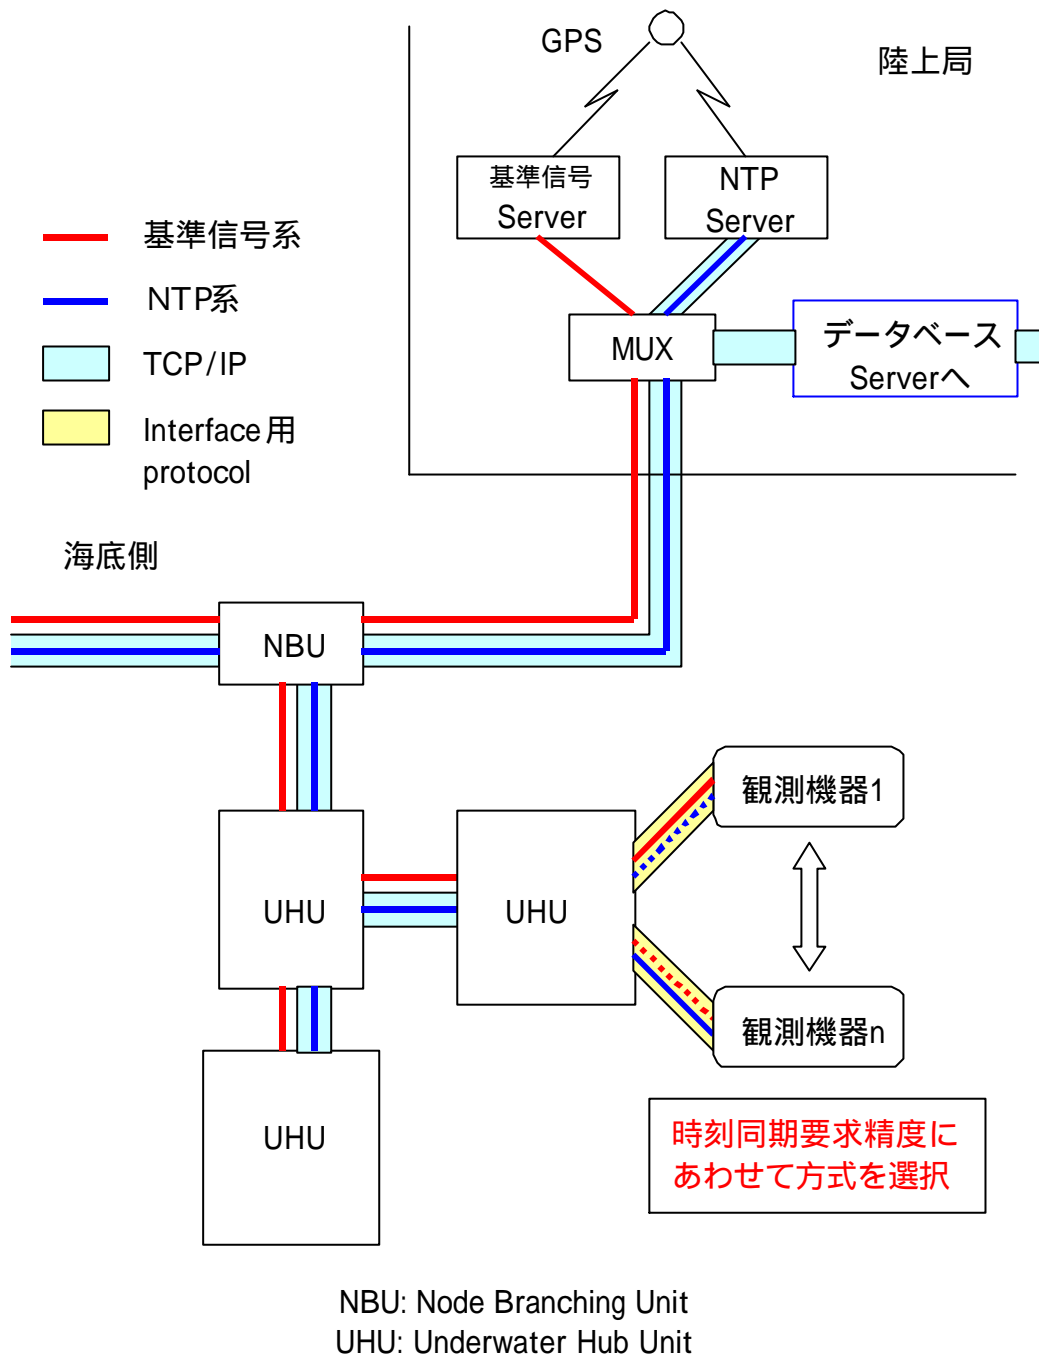 GPS
陸上局
基準信号
Server
NTP
Server
基準信号系
NTP系
TCP/IP
Interface用
protocol
MUX
データベース
Serverへ
海底側
NBU
観測機器1
UHU
UHU
観測機器n
UHU
時刻同期要求精度に
あわせて方式を選択
NBU: Node Branching Unit
UHU: Underwater Hub Unit